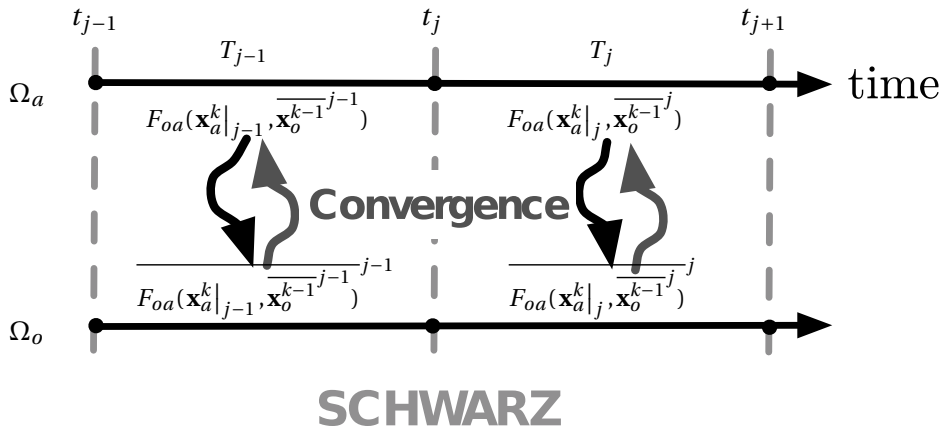 t_{j-1} t_j t_{j+1}
T_{j-1} T_j
Ω_a time
F_{oa}(𝐱_a^k|_{j-1}, \overline{𝐱_o^{k-1}}^{j-1}) F_{oa}(𝐱_a^k|_j, \overline{𝐱_o^{k-1}}^j)
Convergence
\overline{F_{oa}(𝐱_a^k|_{j-1}, \overline{𝐱_o^{k-1}}^{j-1})}^{j-1} \overline{F_{oa}(𝐱_a^k|_j, \overline{𝐱_o^{k-1}}^j)}^j
Ω_o
SCHWARZ